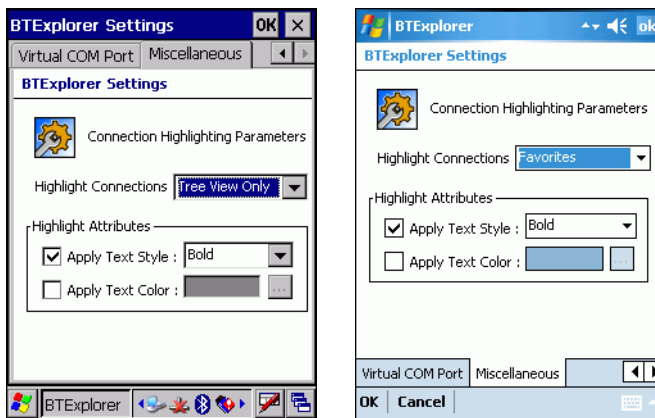 BTExplorer Settings OK
Virtual COM Port Miscellaneous
BTExplorer Settings
Connection Highlighting Parameters
Highlight Connections Tree View Only
Highlight Attributes
Apply Text Style : Bold
Apply Text Color : ...
BTExplorer
BTExplorer ok
BTExplorer Settings
Connection Highlighting Parameters
Highlight Connections Favorites
Highlight Attributes
Apply Text Style : Bold
Apply Text Color : ...
Virtual COM Port Miscellaneous
OK Cancel